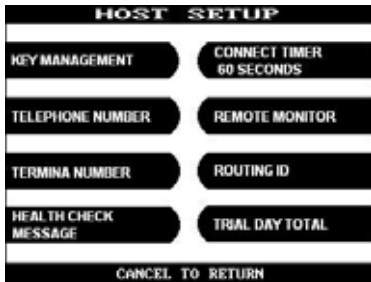 HOST SETUP
KEY MANAGEMENT
CONNECT TIMER
60 SECONDS
TELEPHONE NUMBER
REMOTE MONITOR
TERMINA NUMBER
ROUTING ID
HEALTH CHECK
MESSAGE
TRIAL DAY TOTAL
CANCEL TO RETURN